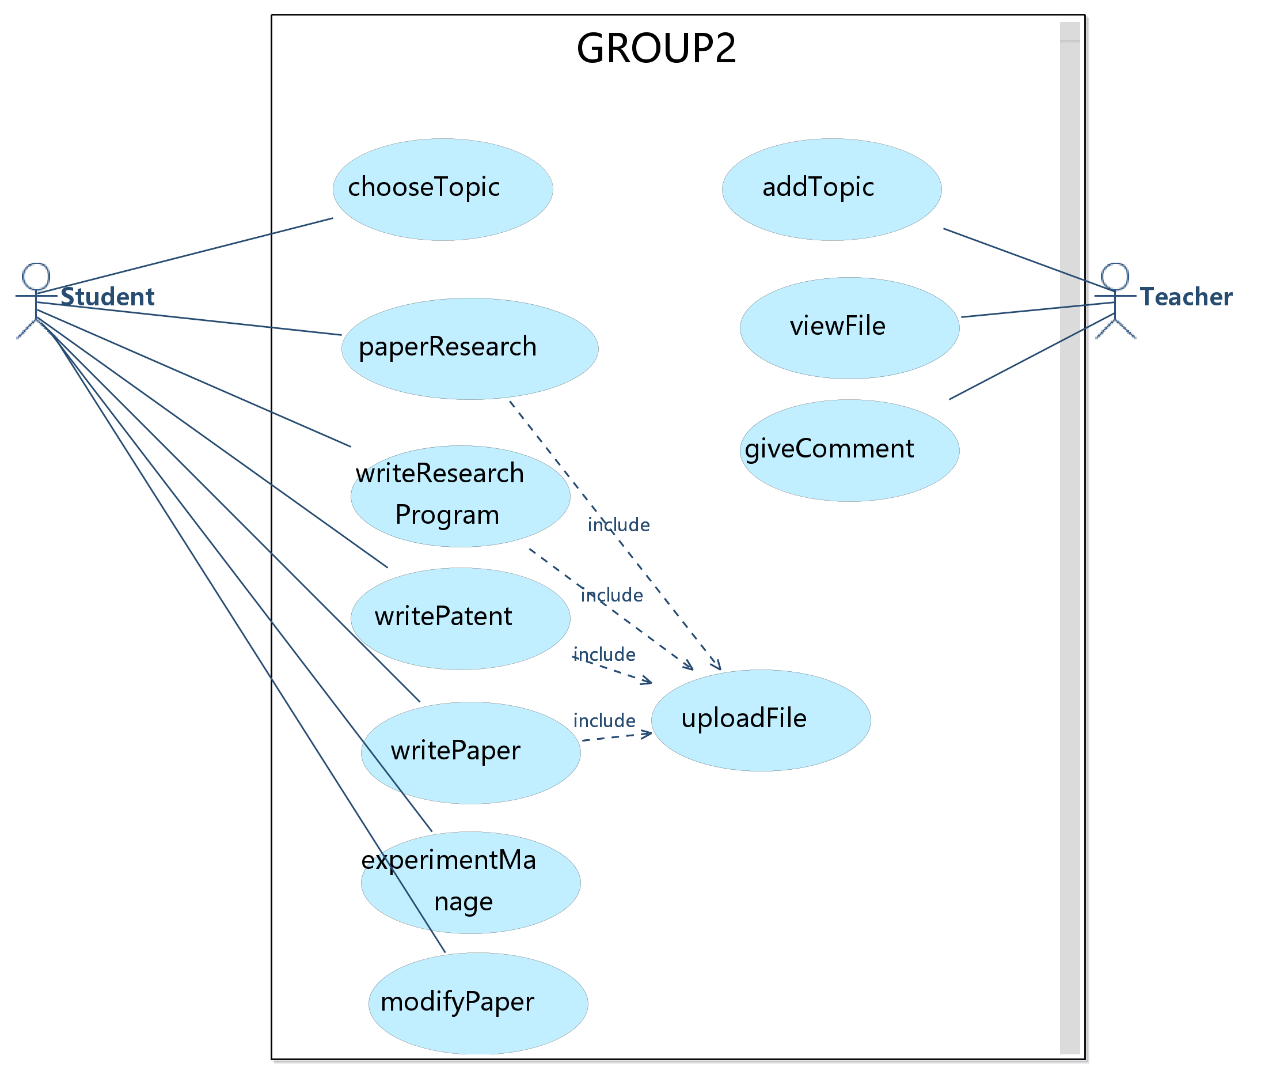 GROUP2
chooseTopic
addTopic
Student
Teacher
viewFile
paperResearch
giveComment
writeResearch
Program
include
include
writePatent
include
uploadFile
include
writePaper
experimentMa
nage
modifyPaper